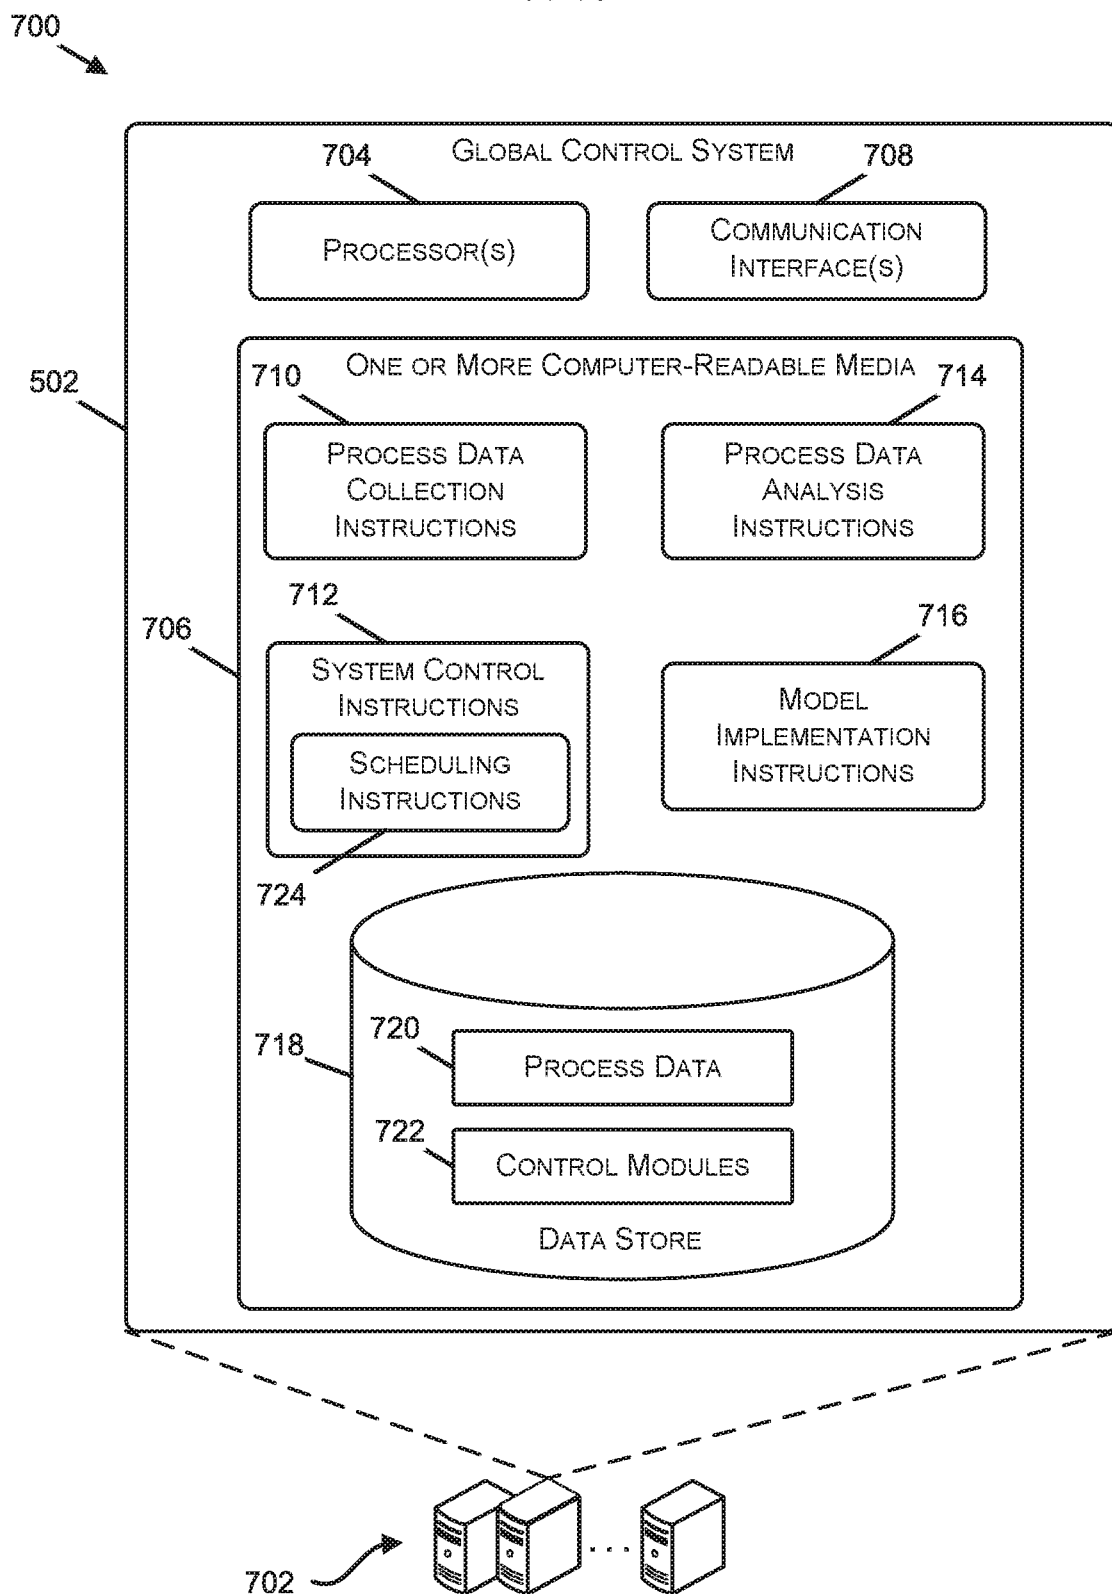 700
GLOBAL CONTROL SYSTEM
704
708
PROCESSOR(S)
COMMUNICATION
INTERFACE(S)
502
ONE OR MORE COMPUTER-READABLE MEDIA
710
714
PROCESS DATA
COLLECTION
INSTRUCTIONS
PROCESS DATA
ANALYSIS
INSTRUCTIONS
712
706
716
SYSTEM CONTROL
INSTRUCTIONS
SCHEDULING
INSTRUCTIONS
MODEL
IMPLEMENTATION
INSTRUCTIONS
724
718
720
PROCESS DATA
722
CONTROL MODULES
DATA STORE
...
702